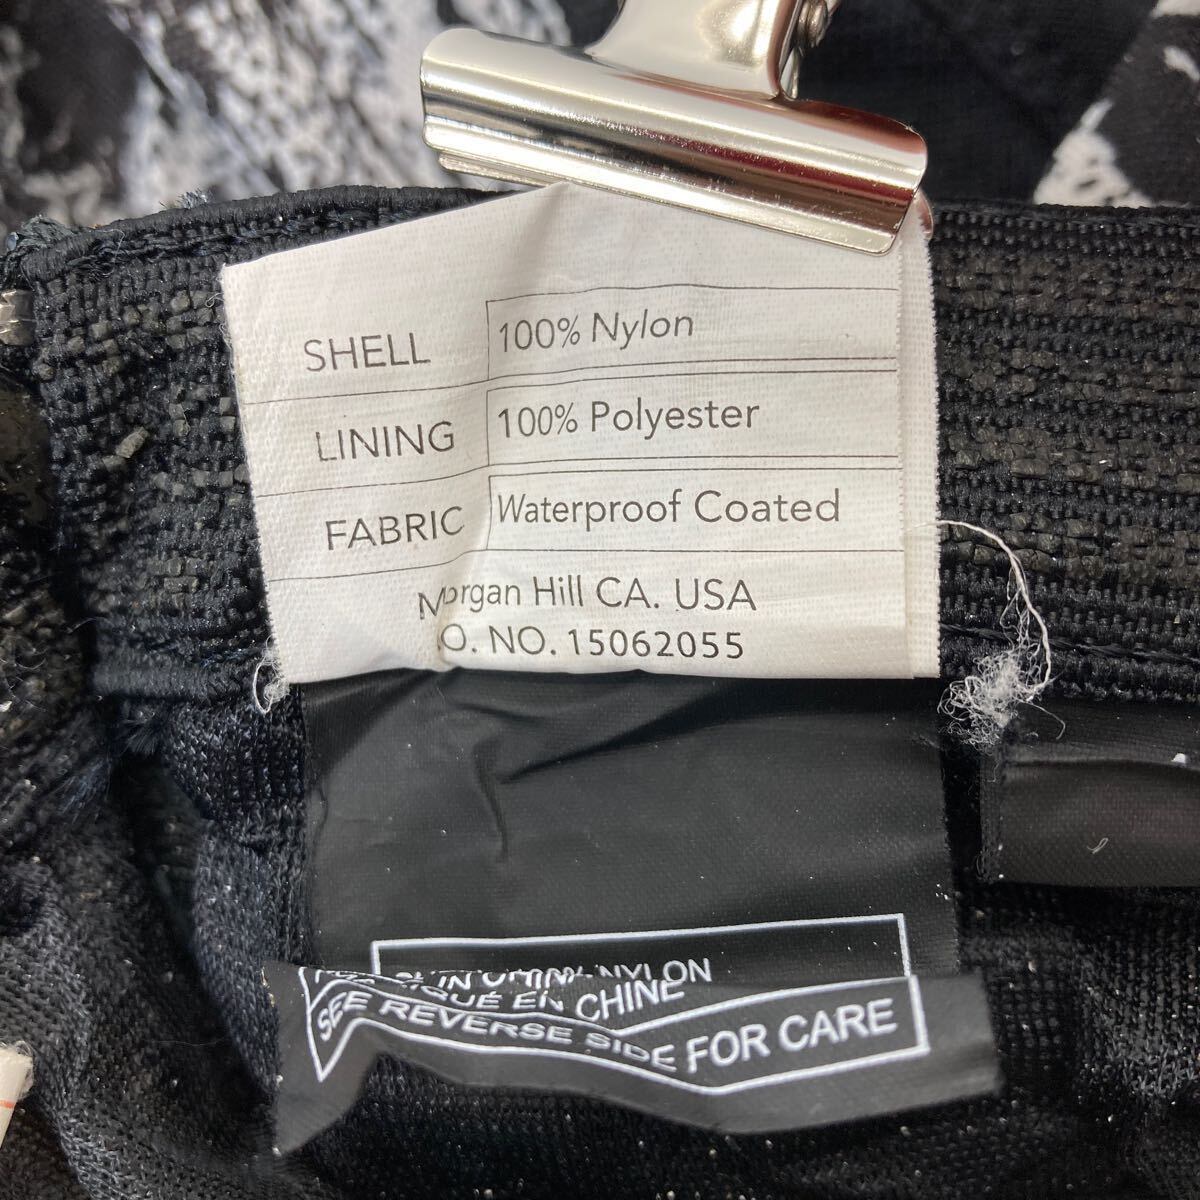 SHELL 100% Nylon
LINING 100% Polyester
FABRIC Waterproof Coated
Morgan Hill CA. USA
.O. NO. 15062055
NYLON
EN CHINE
SEE REVERSE SIDE FOR CARE